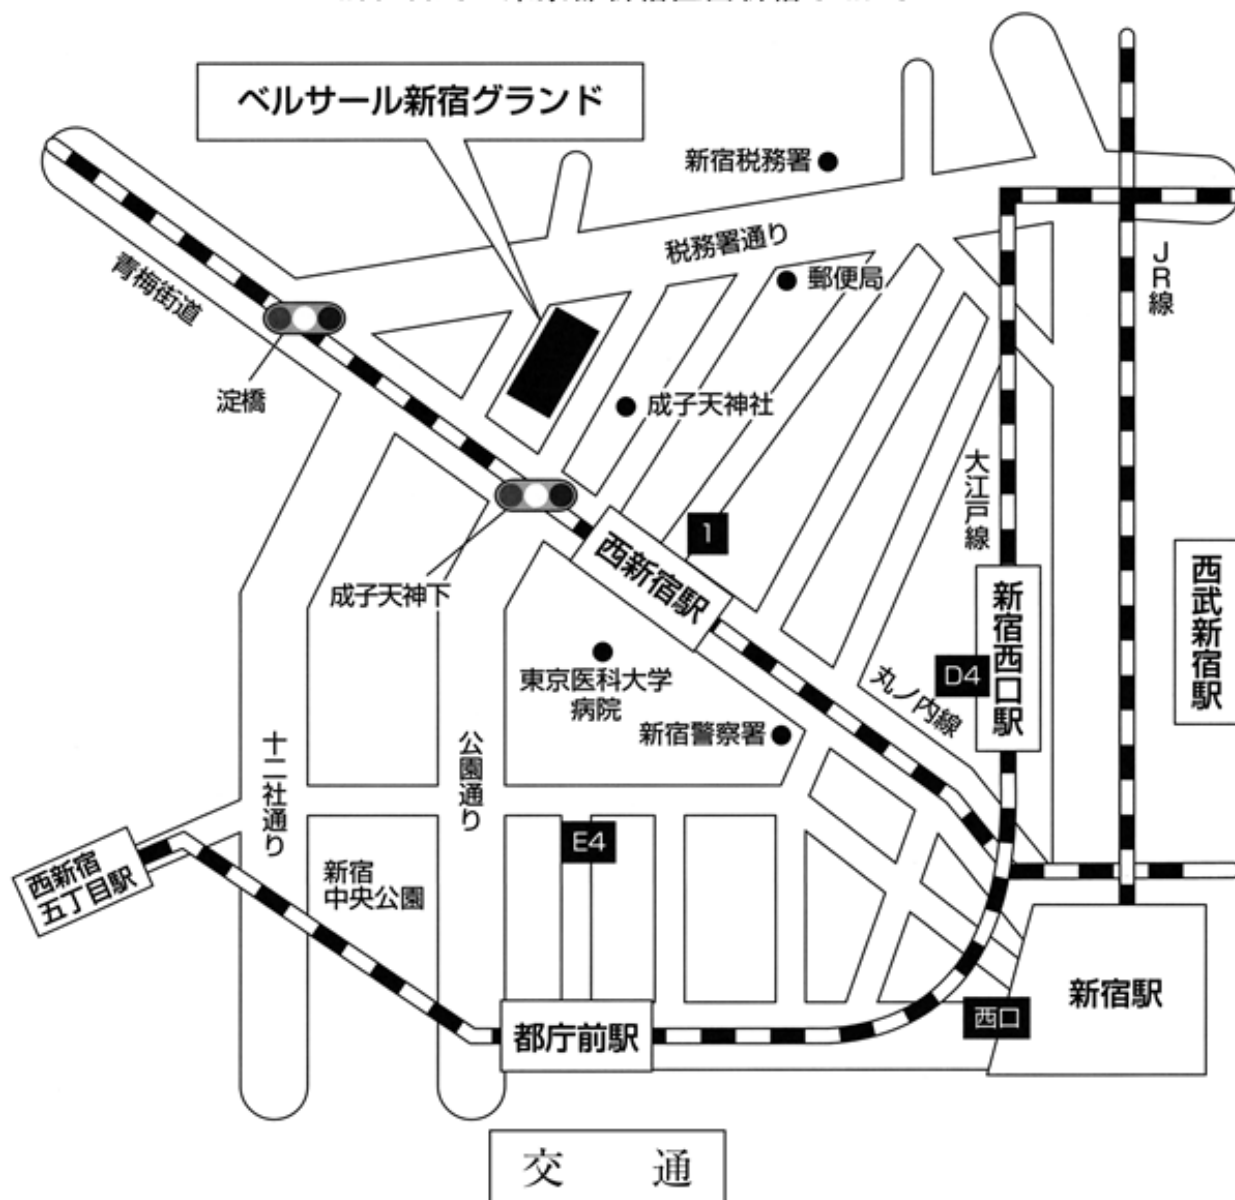 ベルサール新宿グランド
新宿税務署
税務署通り
郵便局
JR線
青梅街道
淀橋
成子天神社
大江戸線
1
西新宿駅
成子天神下
新宿西口駅
西武新宿駅
D4
丸ノ内線
東京医科大学
病院
新宿警察署
十二社通り
公園通り
E4
西新宿
五丁目駅
新宿
中央公園
新宿駅
西口
都庁前駅
交 通